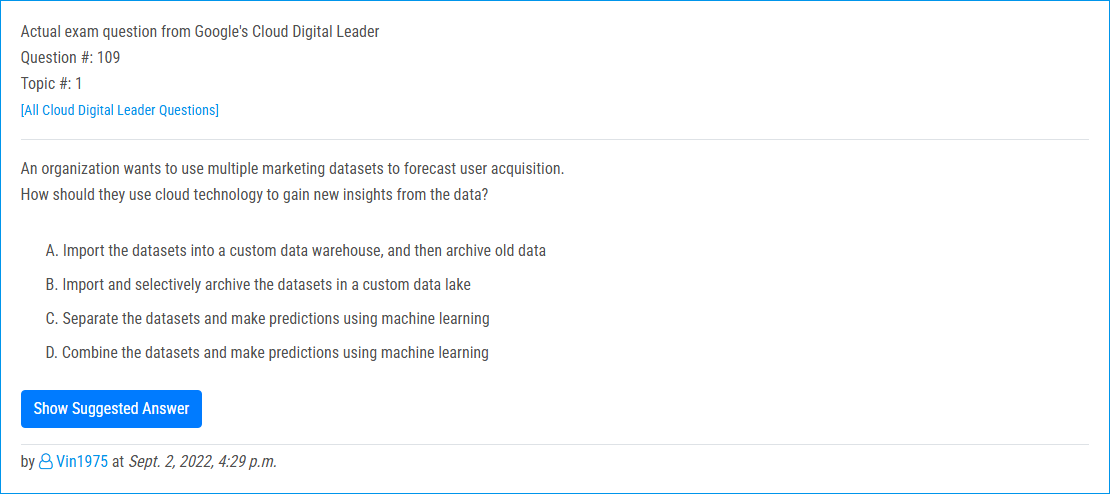 Actual exam question from Google's Cloud Digital Leader
Question #: 109
Topic #: 1
[All Cloud Digital Leader Questions]
An organization wants to use multiple marketing datasets to forecast user acquisition.
How should they use cloud technology to gain new insights from the data?
A. Import the datasets into a custom data warehouse, and then archive old data
B. Import and selectively archive the datasets in a custom data lake
C. Separate the datasets and make predictions using machine learning
D. Combine the datasets and make predictions using machine learning
Show Suggested Answer
by Vin1975 at Sept. 2, 2022, 4:29 p.m.